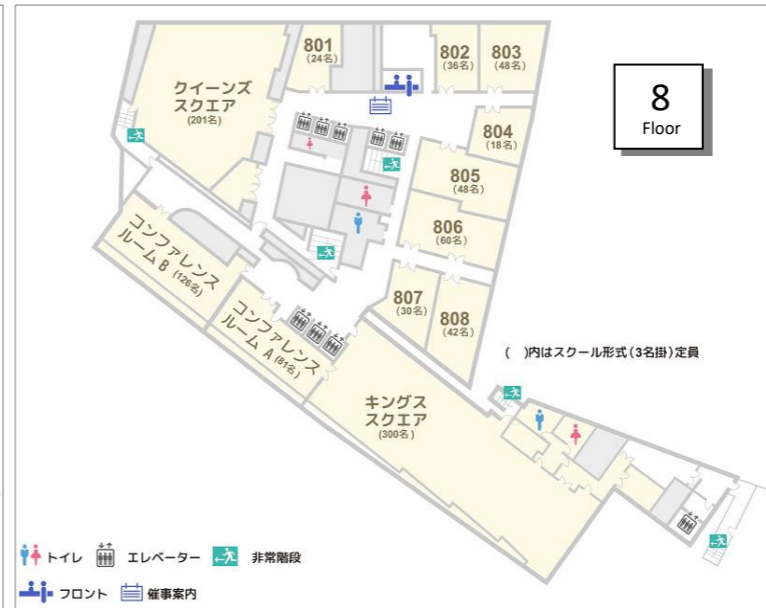 801
(24名)
802
(36名)
803
(48名)
8
Floor
クイーンズ
スクエア
(201名)
804
(18名)
805
(48名)
806
(60名)
コンファレンス
ルーム B (126名)
807
(30名)
808
(42名)
コンファレンス
ルーム A (81名)
( )内はスクール形式(3名掛)定員
キングス
スクエア
(300名)
トイレ エレベーター 非常階段
フロント 催事案内